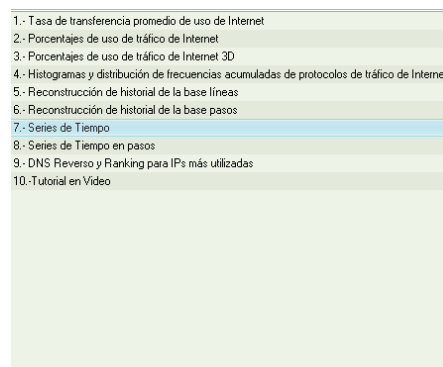 1.- Tasa de transferencia promedio de uso de Internet
2.- Porcentajes de uso de tráfico de Internet
3.- Porcentajes de uso de tráfico de Internet 3D
4.- Histogramas y distribución de frecuencias acumuladas de protocolos de tráfico de Interne
5.- Reconstrucción de historial de la base líneas
6.- Reconstrucción de historial de la base pasos
7.- Series de Tiempo
8.- Series de Tiempo en pasos
9.- DNS Reverso y Ranking para IPs más utilizadas
10.-Tutorial en Video